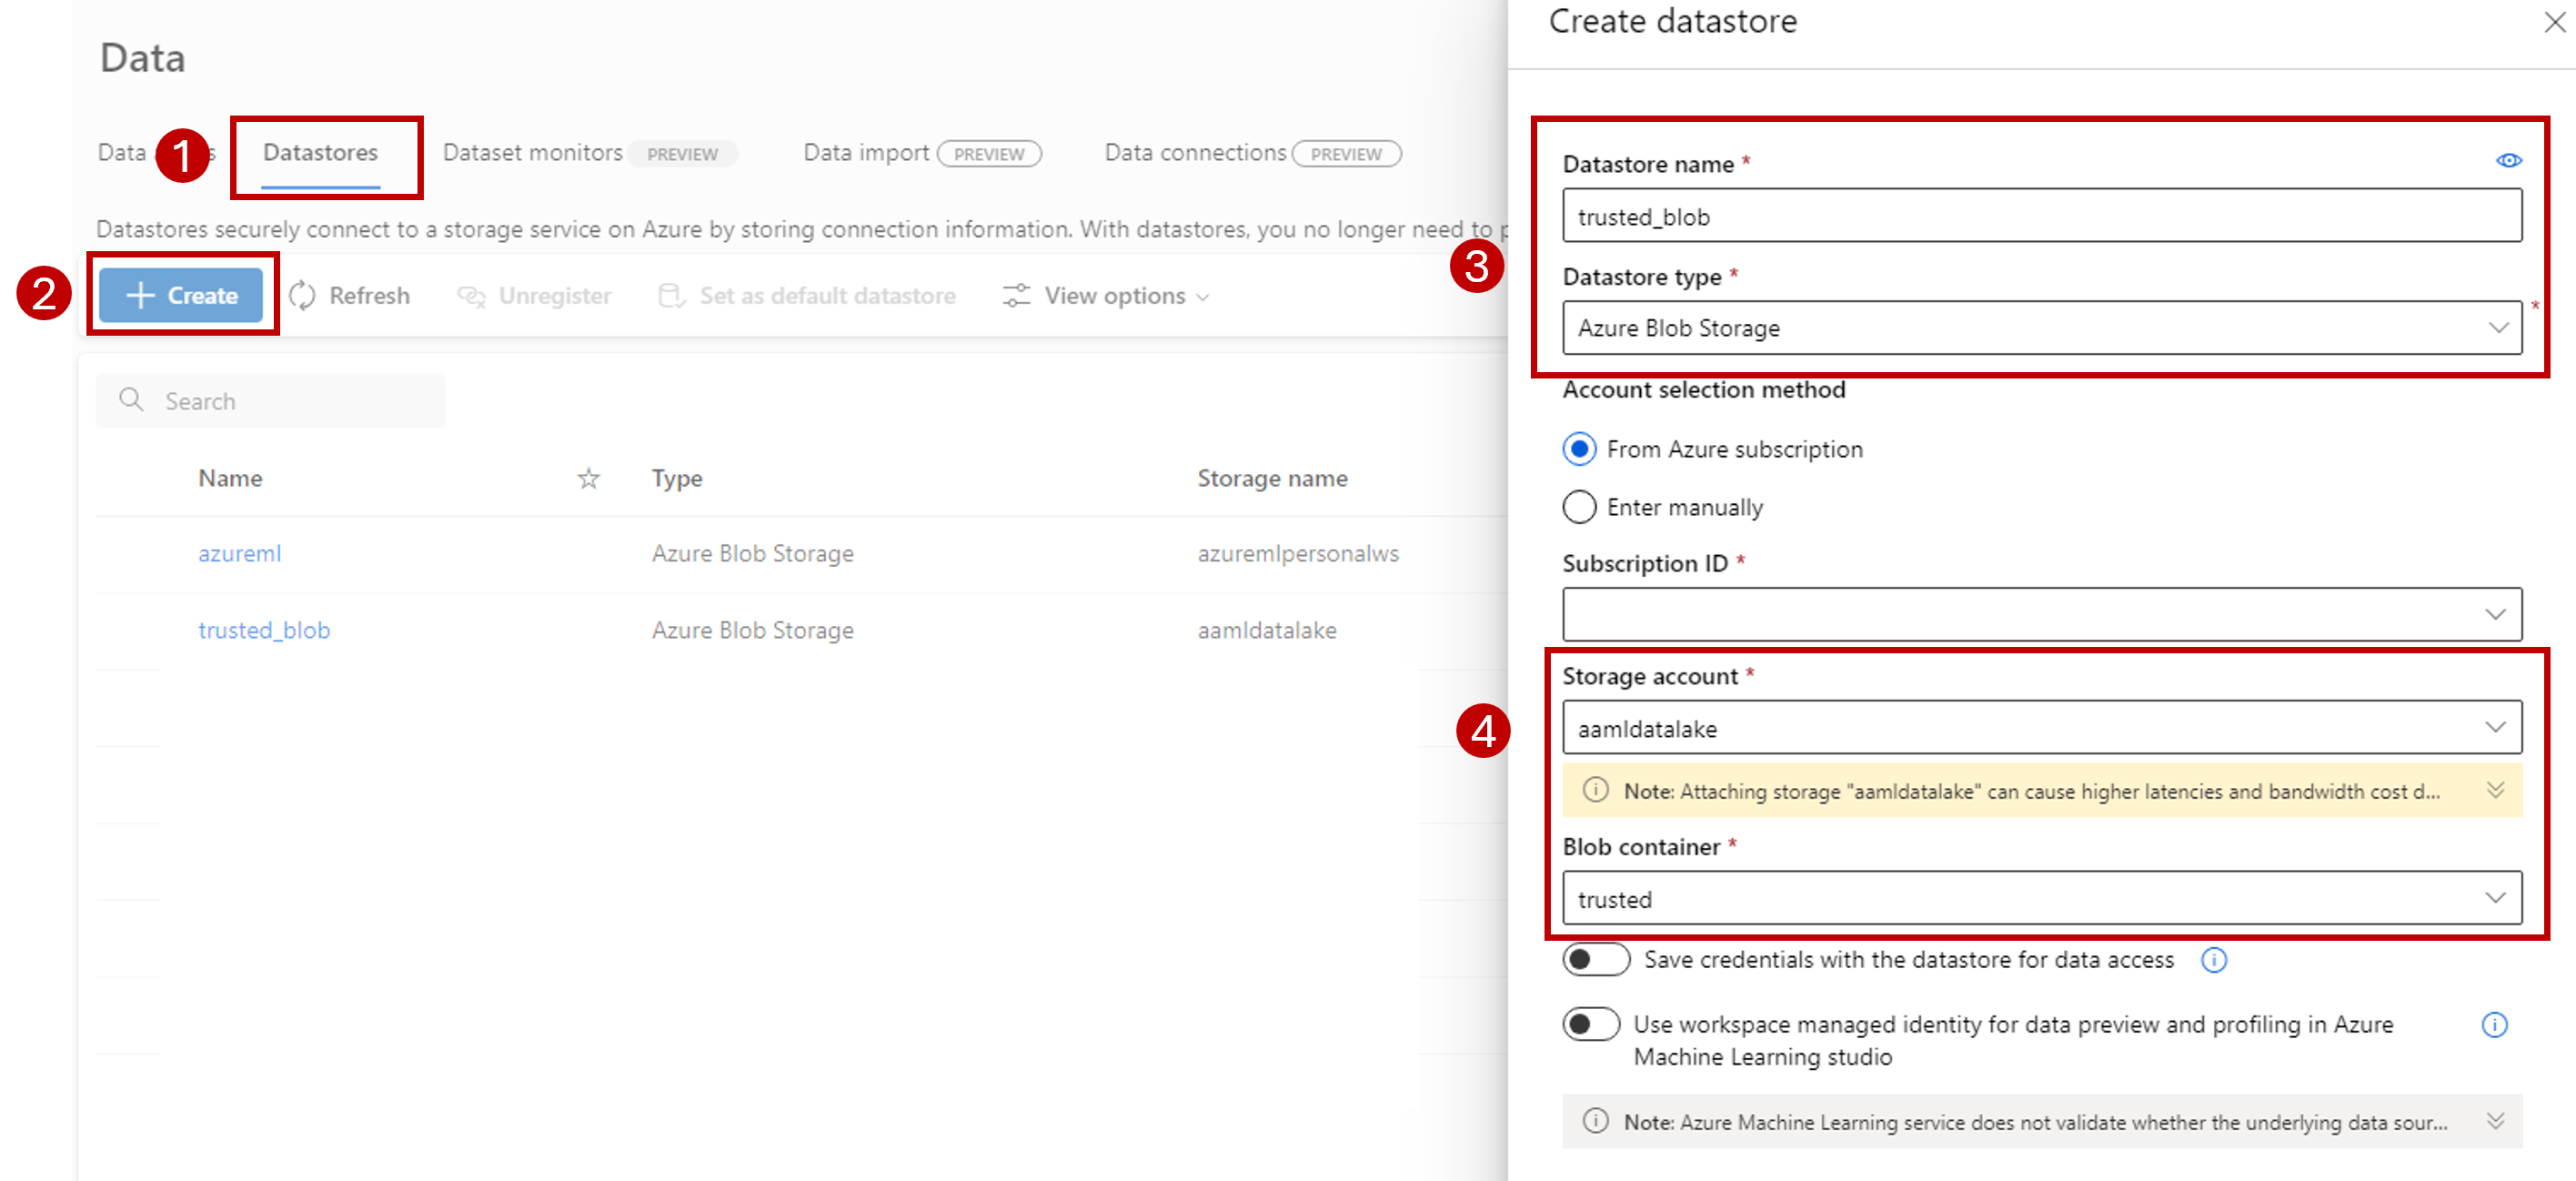 Data
1
Data s
Datastores
Dataset monitors PREVIEW
Data import PREVIEW
Data connections PREVIEW
Datastores securely connect to a storage service on Azure by storing connection information. With datastores, you no longer need to
2
Create
Refresh
Unregister
Set as default datastore
View options
Search
Name
Type
Storage name
azureml
Azure Blob Storage
azuremlpersonalws
trusted_blob
Azure Blob Storage
aamldatalake
Create datastore
3
Datastore name *
trusted_blob
Datastore type *
Azure Blob Storage
*
Account selection method
From Azure subscription
Enter manually
Subscription ID *
4
Storage account *
aamldatalake
Note: Attaching storage "aamldatalake" can cause higher latencies and bandwidth cost d...
Blob container *
trusted
Save credentials with the datastore for data access
Use workspace managed identity for data preview and profiling in Azure
Machine Learning studio
Note: Azure Machine Learning service does not validate whether the underlying data sour...